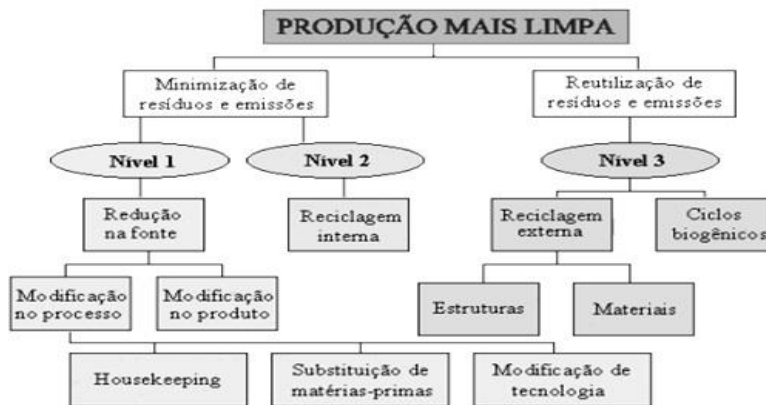 PRODUÇÃO MAIS LIMPA
Minimização de
resíduos e emissões
Reutilização de
resíduos e emissões
Nível 1
Nível 2
Nível 3
Redução
na fonte
Reciclagem
interna
Reciclagem
externa
Ciclos
biogênicos
Modificação
no processo
Modificação
no produto
Estruturas
Materiais
Housekeeping
Substituição de
matérias-primas
Modificação de
tecnologia